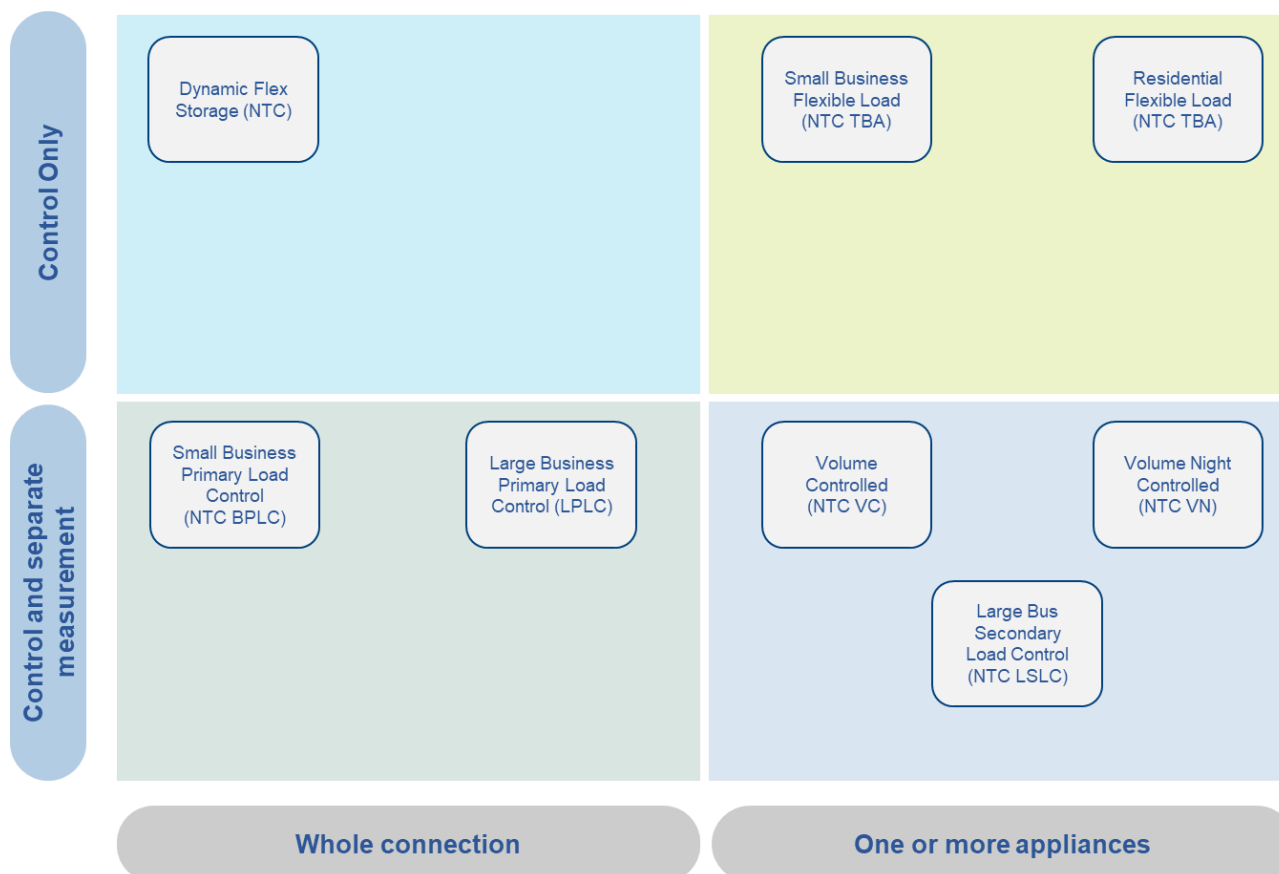 Control Only
Dynamic Flex
Storage (NTC)
Small Business
Flexible Load
(NTC TBA)
Residential
Flexible Load
(NTC TBA)
Control and separate
measurement
Small Business
Primary Load
Control
(NTC BPLC)
Large Business
Primary Load
Control (LPLC)
Volume
Controlled
(NTC VC)
Volume Night
Controlled
(NTC VN)
Large Bus
Secondary
Load Control
(NTC LSLC)
Whole connection
One or more appliances